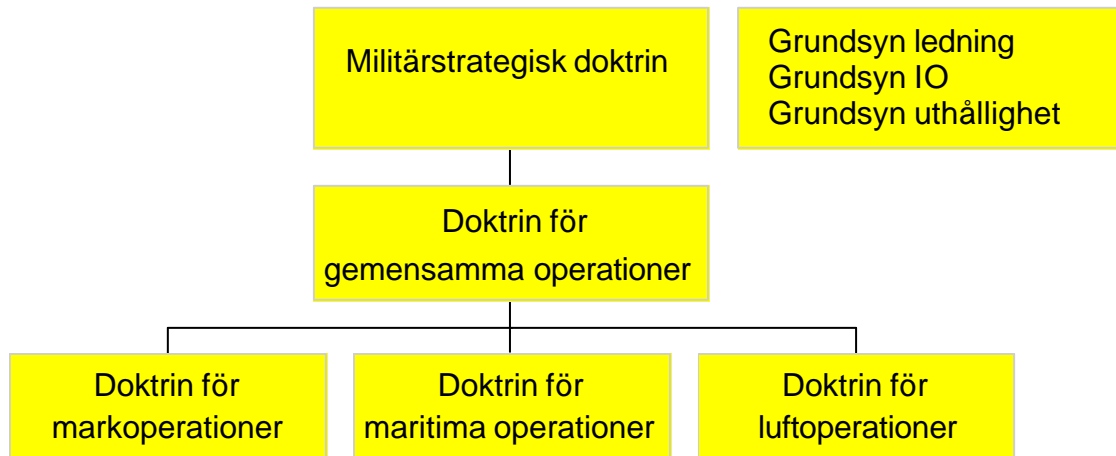 Militärstrategisk doktrin
Grundsyn ledning
Grundsyn IO
Grundsyn uthållighet
Doktrin för
gemensamma operationer
Doktrin för
markoperationer
Doktrin för
maritima operationer
Doktrin för
luftoperationer